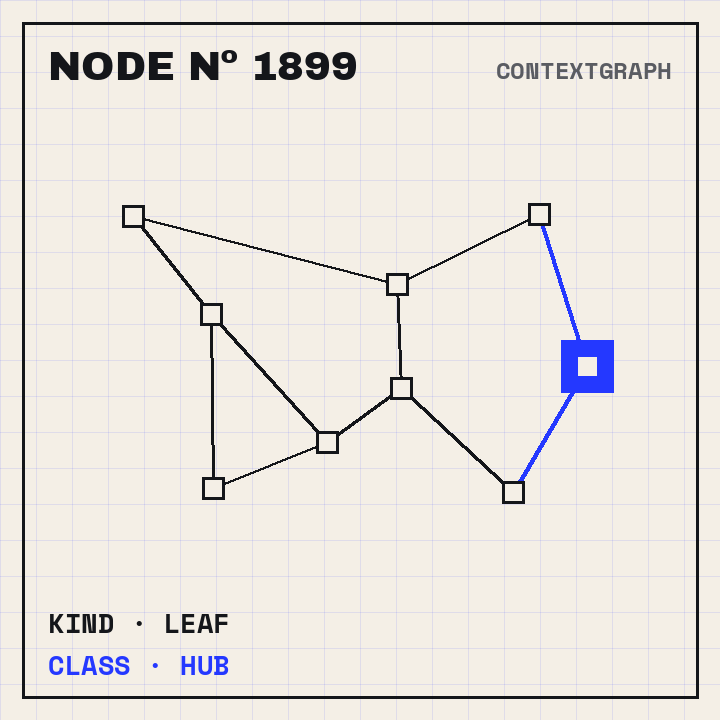 NODE Nº 1899
CONTEXTGRAPH
KIND · LEAF
CLASS · HUB